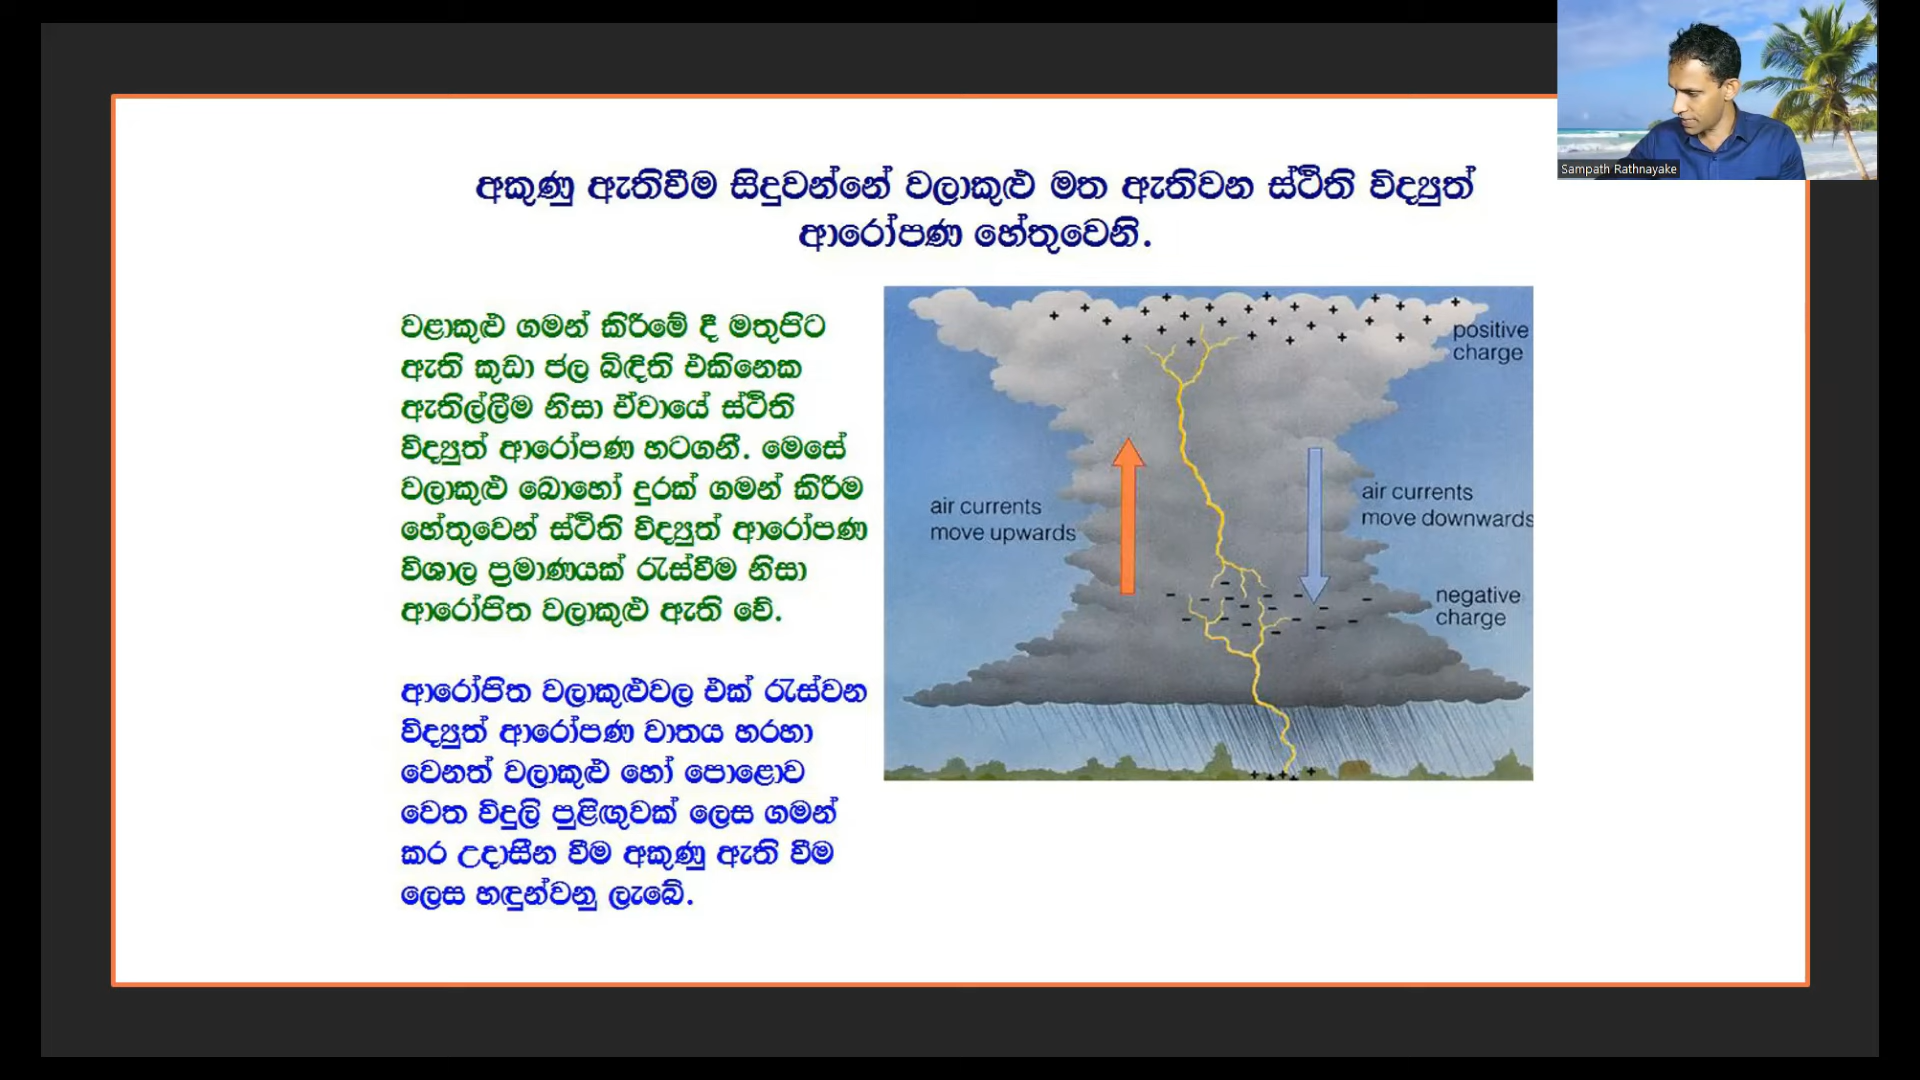 Sampath Rathnayake
අකුණු ඇතිවීම සිදුවන්නේ වලාකුළු මත ඇතිවන ස්ථිති විද්‍යුත්
ආරෝපණ හේතුවෙනි.
වළාකුළු ගමන් කිරීමේ දී මතුපිට
ඇති කුඩා ජල බිඳිති එකිනෙක
ඇතිල්ලීම නිසා ඒවායේ ස්ථිති
විද්‍යුත් ආරෝපණ හටගනී. මෙසේ
වලාකුළු බොහෝ දුරක් ගමන් කිරීම
හේතුවෙන් ස්ථිති විද්‍යුත් ආරෝපණ
විශාල ප්‍රමාණයක් රැස්වීම නිසා
ආරෝපිත වලාකුළු ඇති වේ.
ආරෝපිත වලාකුළුවල එක් රැස්වන
විද්‍යුත් ආරෝපණ වාතය හරහා
වෙනත් වලාකුළු හෝ පොළොව
වෙත විදුලි පුළිඟුවක් ලෙස ගමන්
කර උදාසීන වීම අකුණු ඇති වීම
ලෙස හඳුන්වනු ලැබේ.
positive
charge
air currents
move upwards
air currents
move downwards
negative
charge